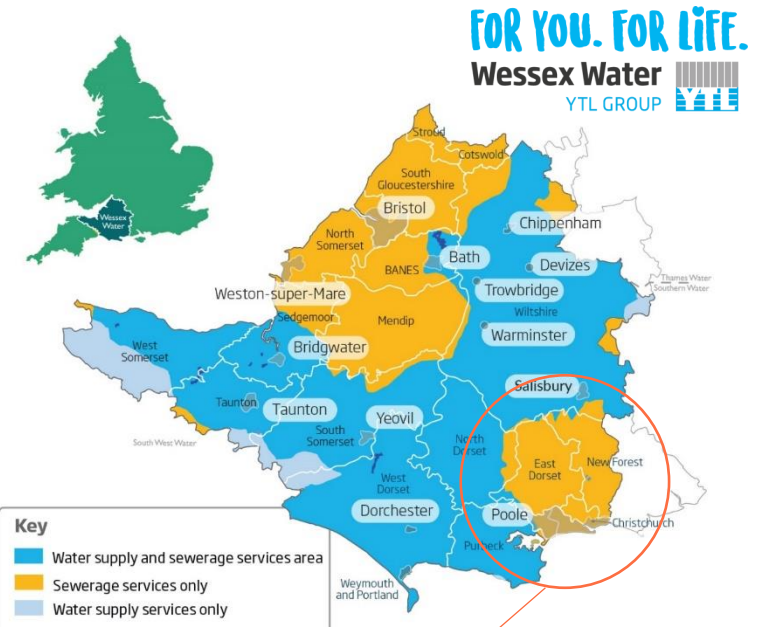 FOR YOU. FOR LiFE.
Wessex Water
YTL GROUP
YTL
Wessex
Water
Stroud
Cotswold
South
Gloucestershire
Bristol
Chippenham
North
Somerset
BANES
Bath
Devizes
Thames Water
Southern Water
Weston-super-Mare
Trowbridge
Sedgemoor
Mendip
Wiltshire
Warminster
West
Somerset
Bridgwater
Salisbury
Taunton
Taunton
Yeovil
South West Water
South
Somerset
North
Dorset
East
Dorset
New Forest
West
Dorset
Dorchester
Poole
Christchurch
Purbeck
Weymouth
and Portland
Key
Water supply and sewerage services area
Sewerage services only
Water supply services only